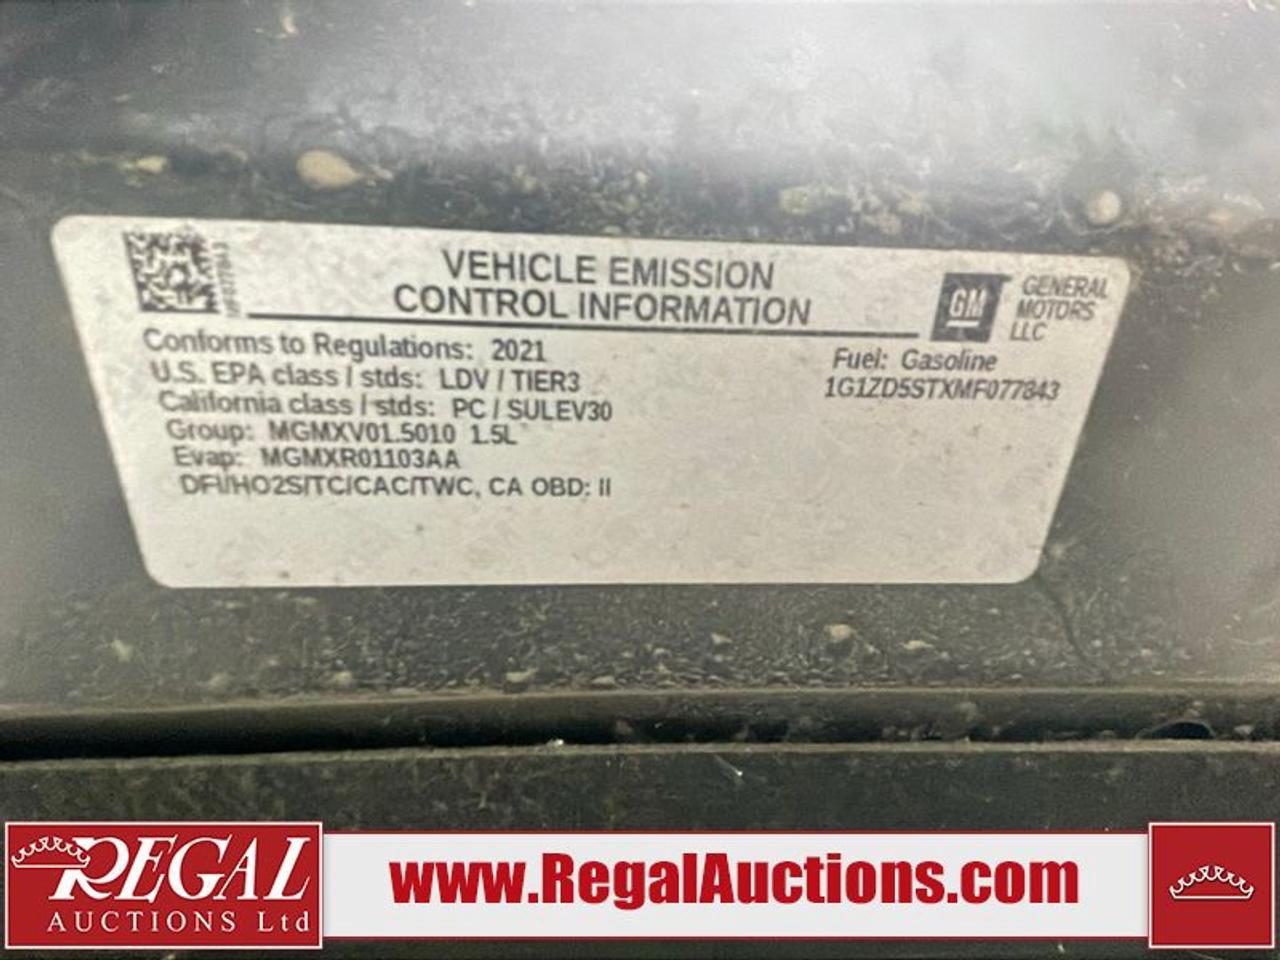 MF077843
VEHICLE EMISSION
CONTROL INFORMATION
GM
GENERAL
MOTORS
LLC
Conforms to Regulations: 2021
U.S. EPA class / stds: LDV / TIER3
California class / stds: PC / SULEV30
Group: MGMXV01.5010 1.5L
Evap: MGMXR01103AA
DFI/HO2S/TC/CAC/TWC, CA OBD: II
Fuel: Gasoline
1G1ZD5STXMF077843
REGAL
AUCTIONS Ltd
www.RegalAuctions.com